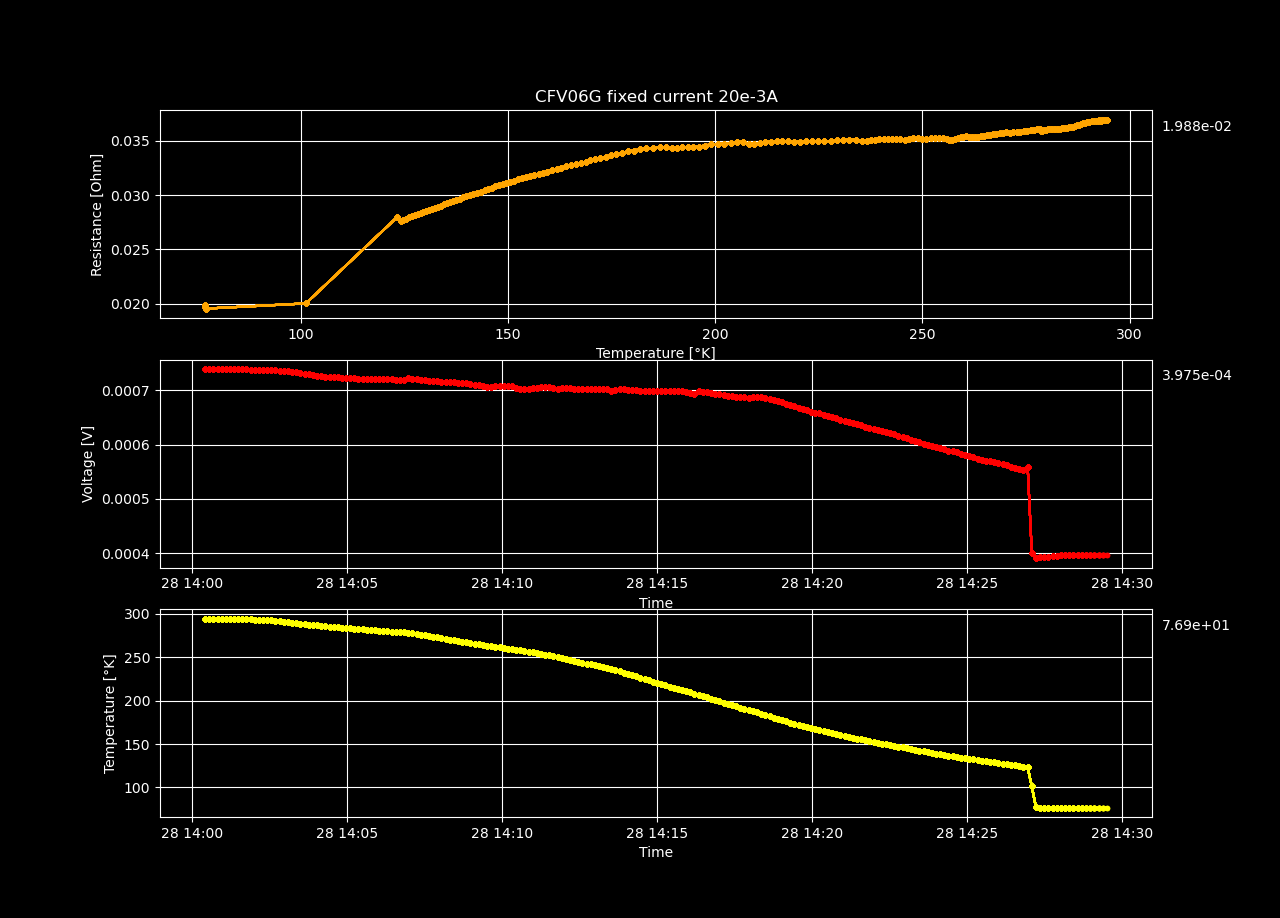 CFV06G fixed current 20e-3A
1.988e-02
Resistance [Ohm]
0.035
0.030
0.025
0.020
100 150 200 250 300
Temperature [°K]
3.975e-04
Voltage [V]
0.0007
0.0006
0.0005
0.0004
28 14:00 28 14:05 28 14:10 28 14:15 28 14:20 28 14:25 28 14:30
Time
7.69e+01
Temperature [°K]
300
250
200
150
100
28 14:00 28 14:05 28 14:10 28 14:15 28 14:20 28 14:25 28 14:30
Time